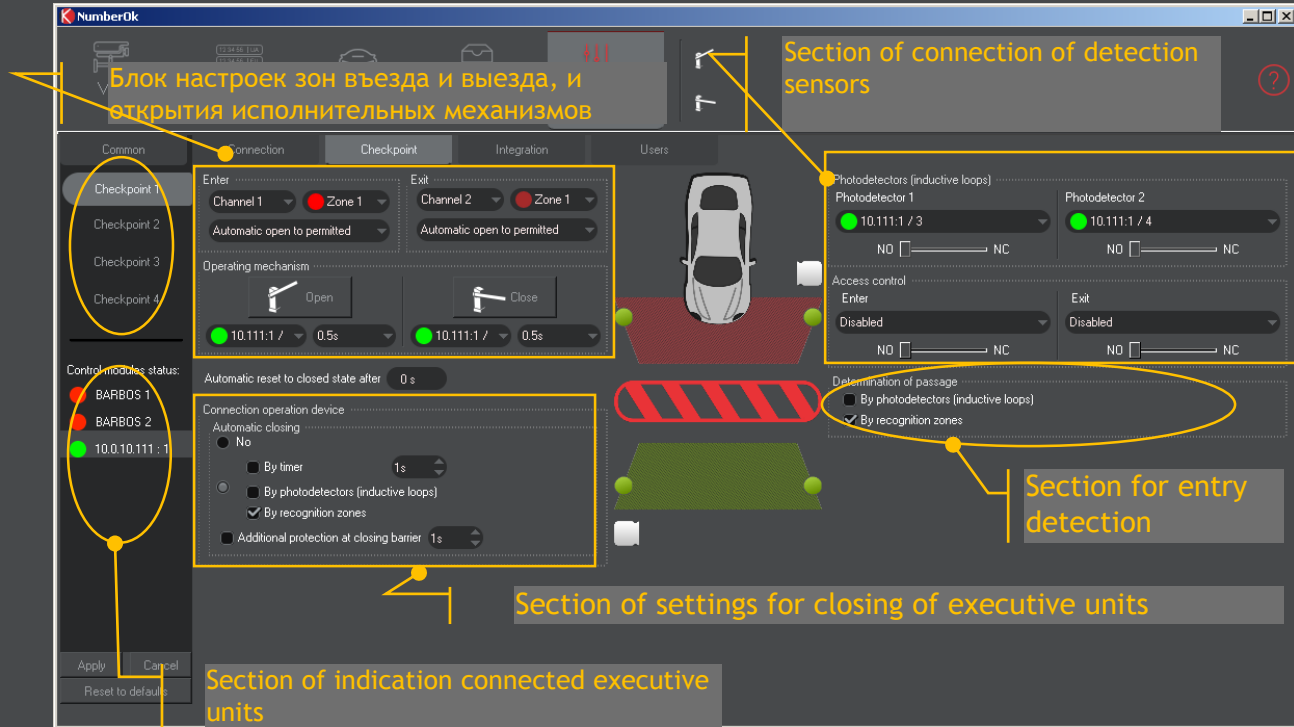 NumberOk
Section of connection of detection
sensors
Блок настроек зон въезда и выезда, и
открытия исполнительных механизмов
?
Common
Connection
Checkpoint
Integration
Users
Checkpoint 1
Checkpoint 2
Checkpoint 3
Checkpoint 4
Control modules status:
BARBOS 1
BARBOS 2
10.0.10.111 : 1
Enter
Exit
Channel 1
Zone 1
Channel 2
Zone 1
Automatic open to permitted
Automatic open to permitted
Operating mechanism
Open
Close
10.111:1 /
0.5s
10.111:1 /
0.5s
Automatic reset to closed state after
0 s
Connection operation device
Automatic closing
No
By timer
1s
By photodetectors (inductive loops)
By recognition zones
Additional protection at closing barrier
1s
Photodetectors (inductive loops)
Photodetector 1
Photodetector 2
10.111:1 / 3
10.111:1 / 4
NO
NC
NO
NC
Access control
Enter
Exit
Disabled
Disabled
NO
NC
NO
NC
Determination of passage
By photodetectors (inductive loops)
By recognition zones
Section for entry
detection
Section of settings for closing of executive units
Apply
Cancel
Reset to defaults
Section of indication connected executive
units